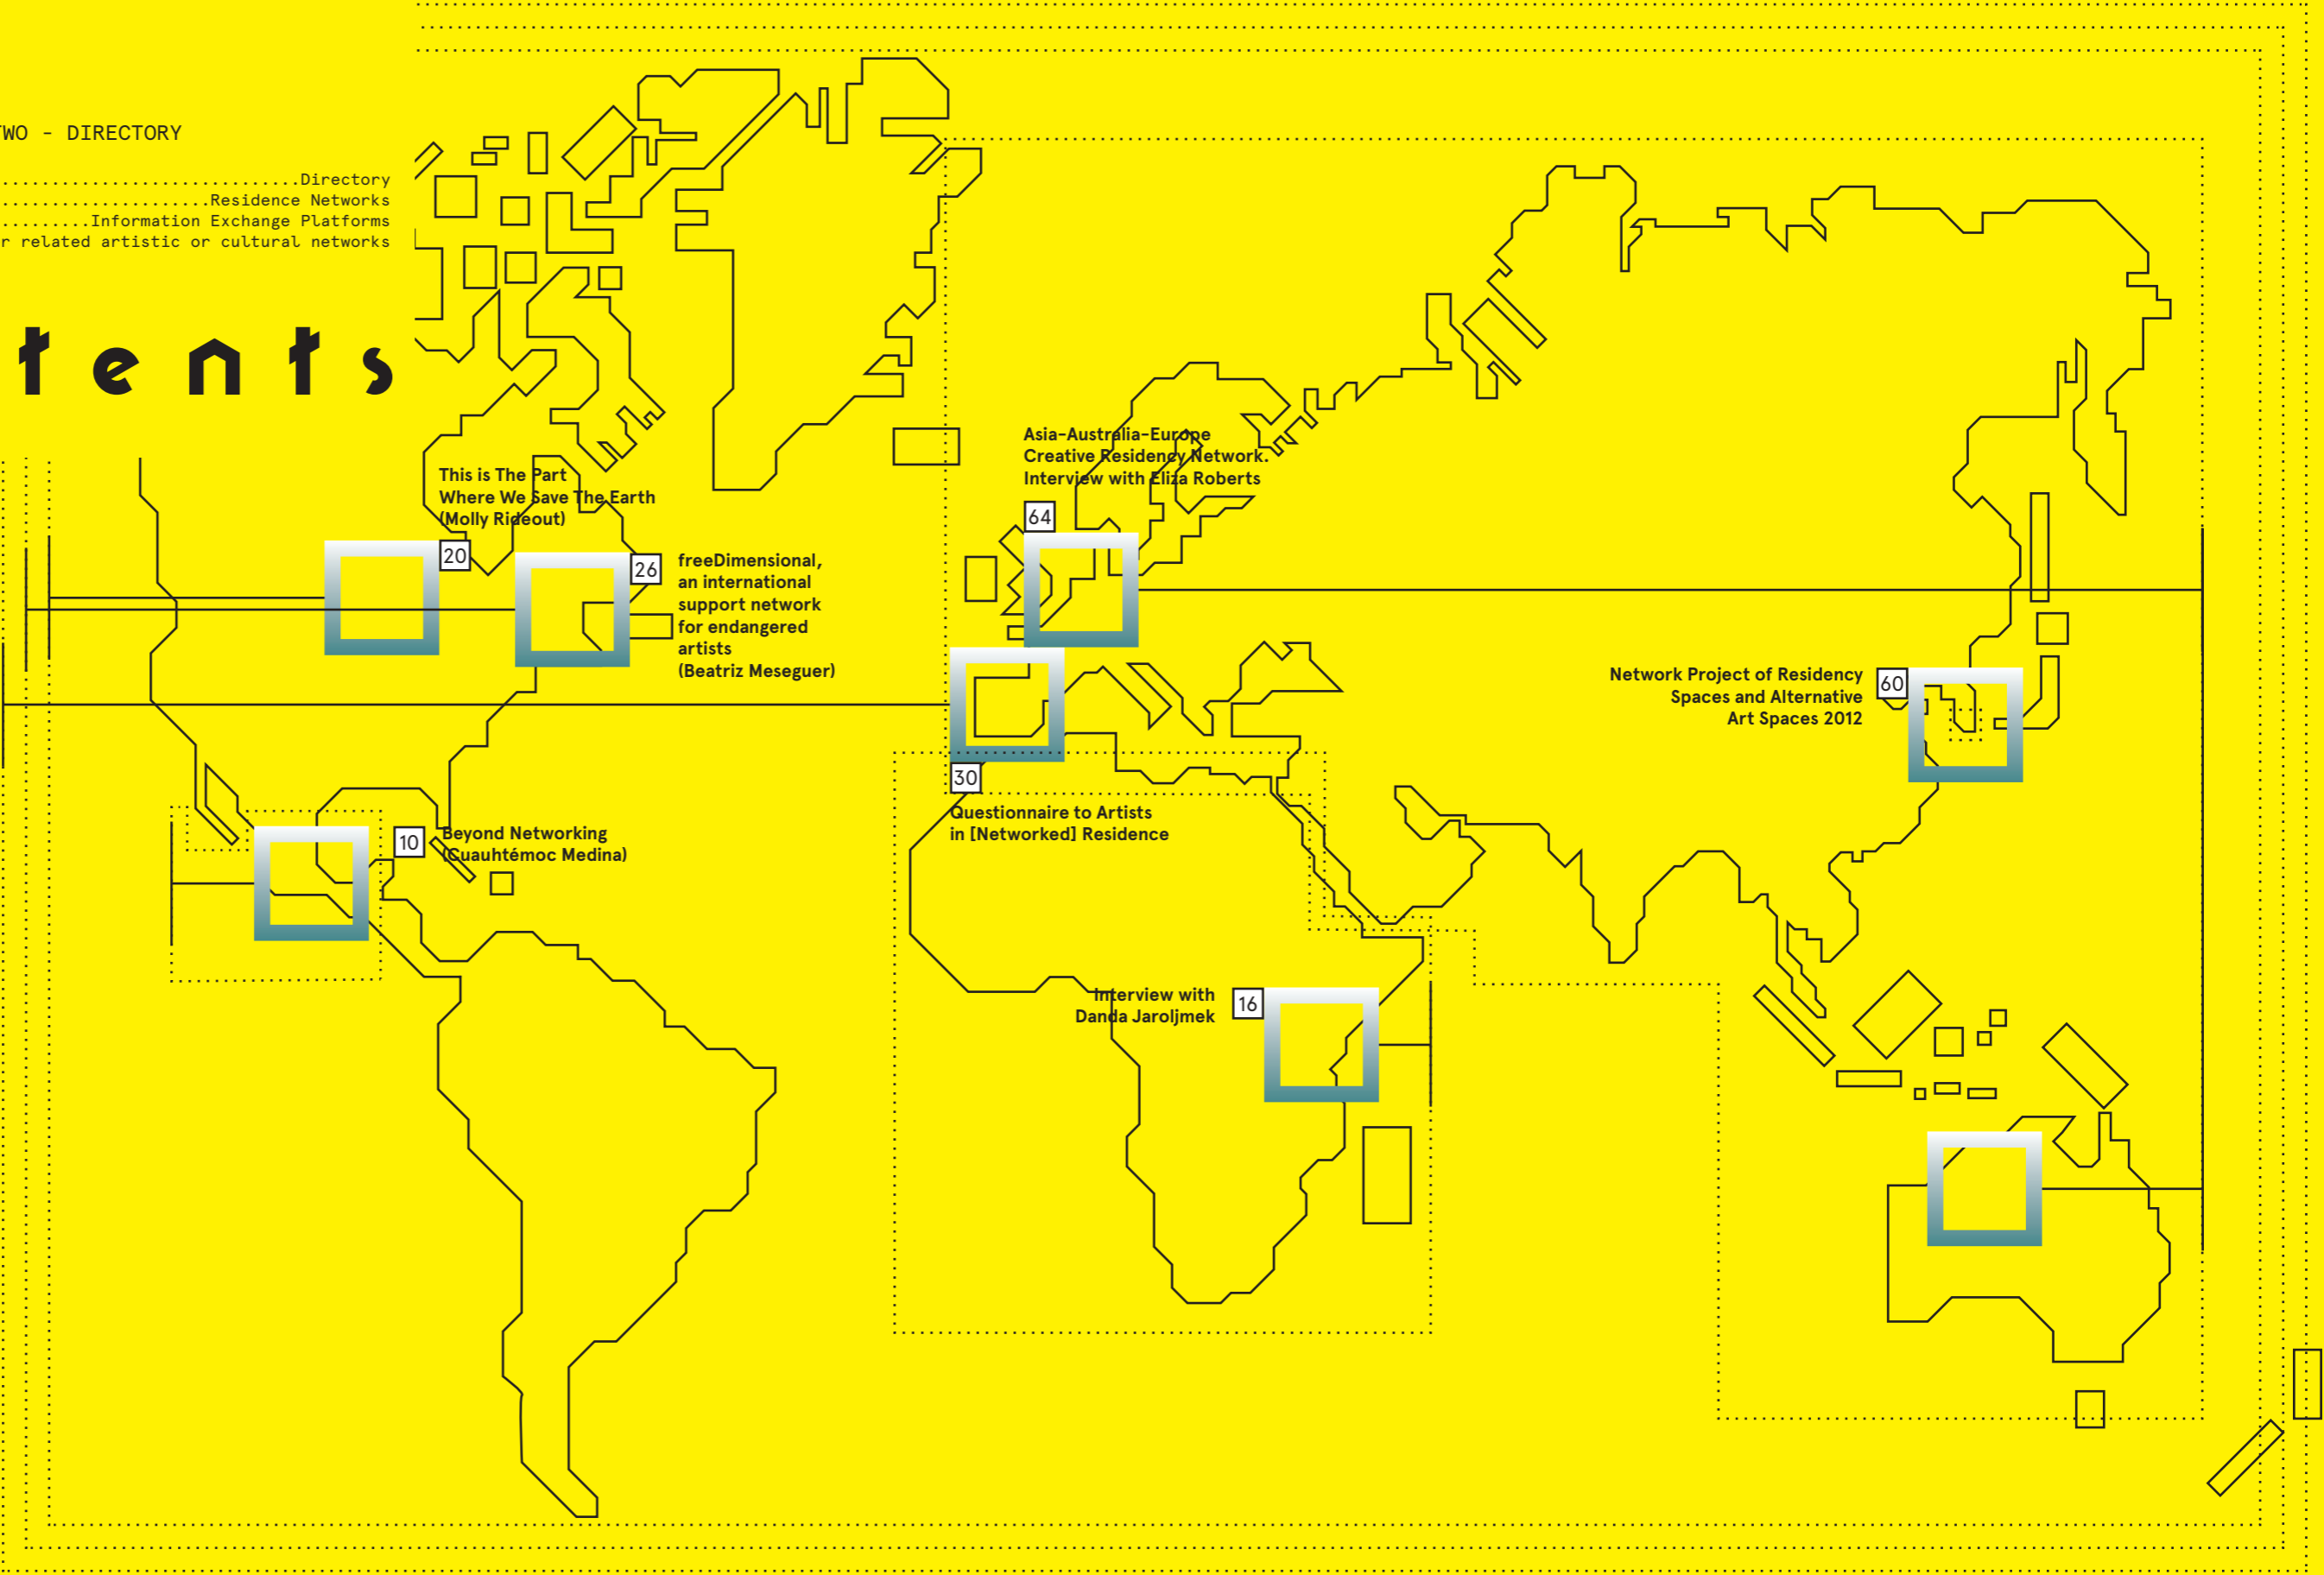 TWO - DIRECTORY
..............................Directory
.....................Residence Networks
.........Information Exchange Platforms
r related artistic or cultural networks
tents
This is The Part
Where We Save The Earth
(Molly Rideout)
20
26
freeDimensional,
an international
support network
for endangered
artists
(Beatriz Meseguer)
Asia-Australia-Europe
Creative Residency Network.
Interview with Eliza Roberts
64
30
Questionnaire to Artists
in [Networked] Residence
Network Project of Residency
Spaces and Alternative
Art Spaces 2012
60
10
Beyond Networking
(Cuauhtémoc Medina)
Interview with
Danda Jaroljmek
16